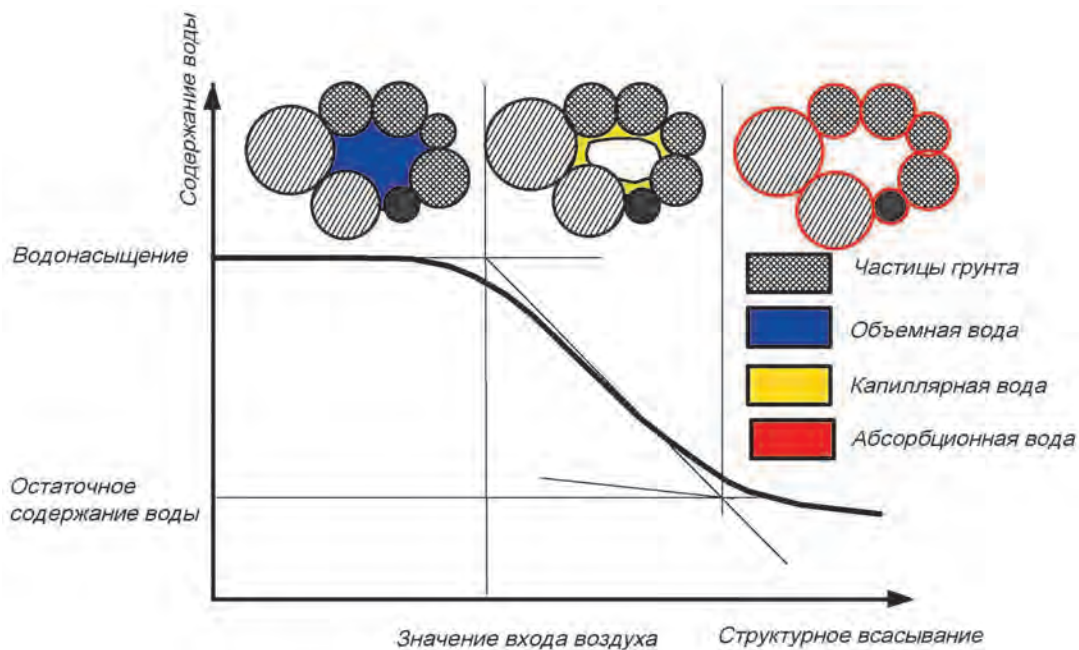 Содержание воды
Водонасыщение
Частицы грунта
Объемная вода
Капиллярная вода
Абсорбционная вода
Остаточное
содержание воды
Значение входа воздуха
Структурное всасывание